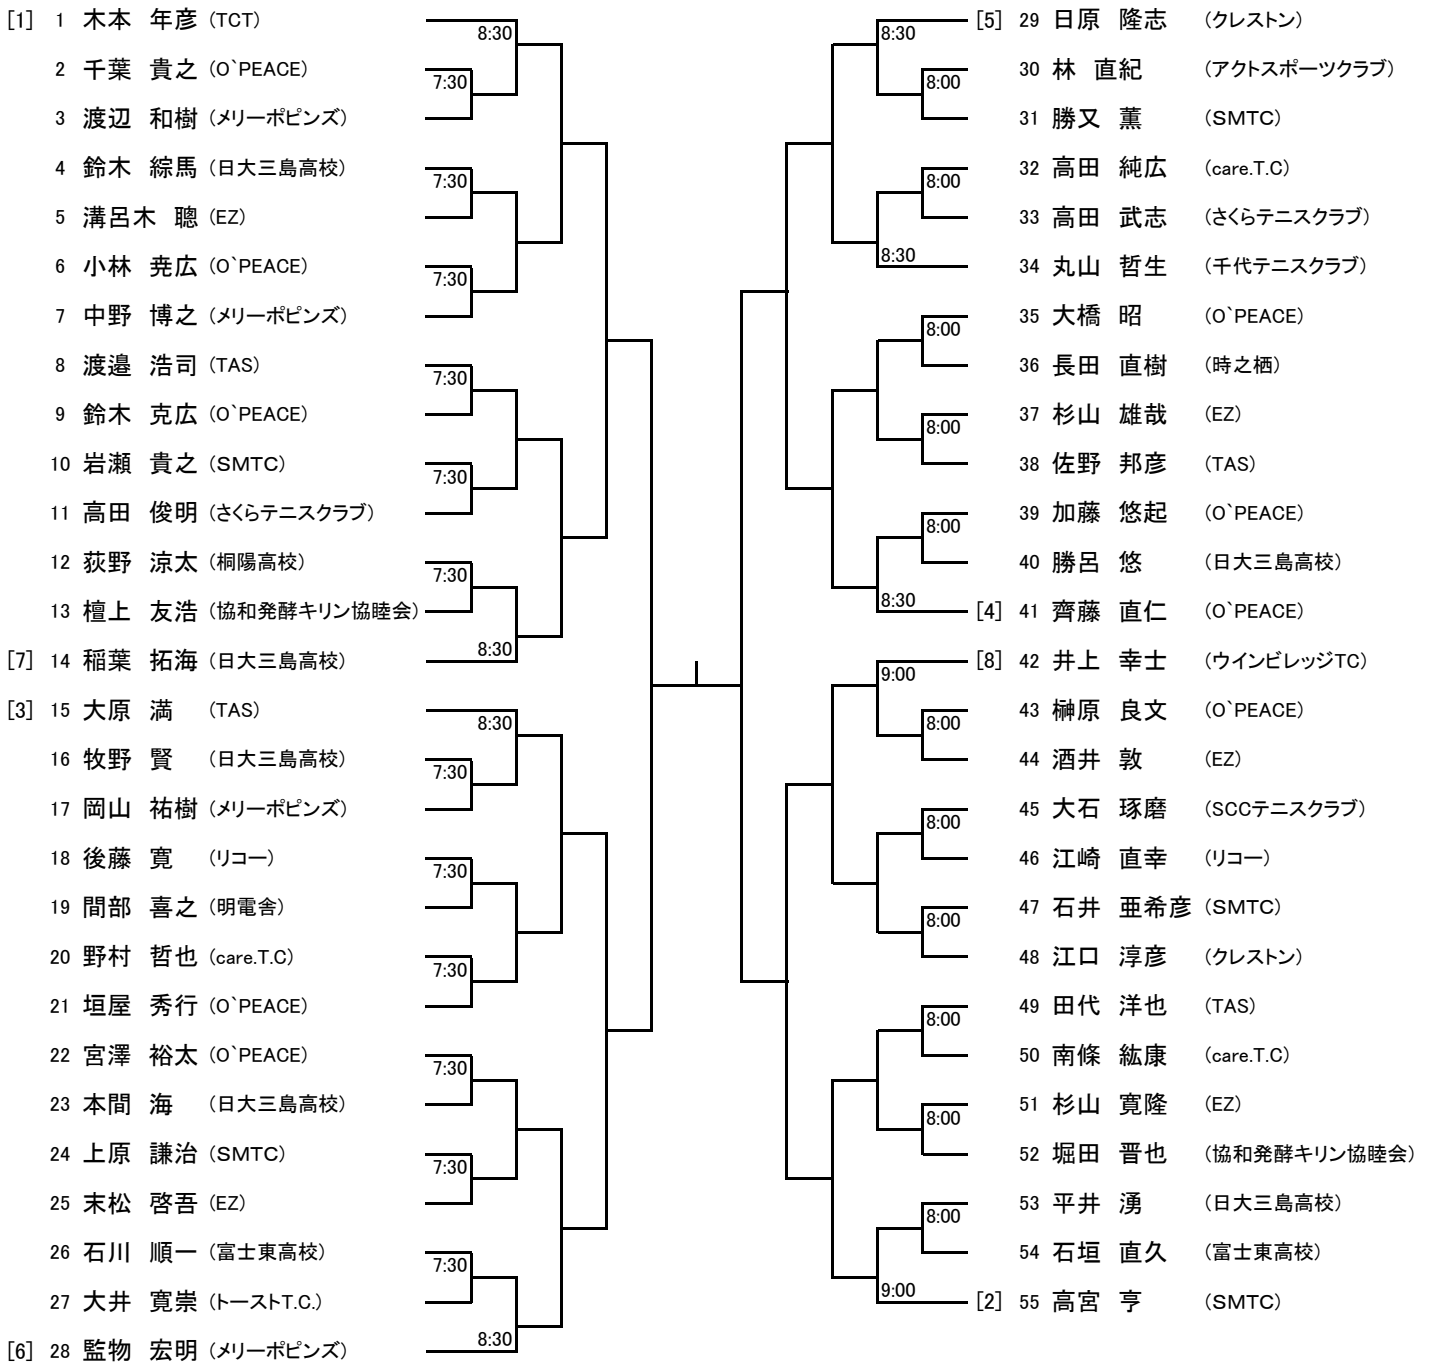 [1] 1 木本 年彦 (TCT)
8:30
2 千葉 貴之 (O`PEACE)
7:30
3 渡辺 和樹 (メリーポピンズ)
4 鈴木 綜馬 (日大三島高校)
7:30
5 溝呂木 聰 (EZ)
6 小林 尭広 (O`PEACE)
7:30
7 中野 博之 (メリーポピンズ)
8 渡邉 浩司 (TAS)
7:30
9 鈴木 克広 (O`PEACE)
10 岩瀬 貴之 (SMTC)
7:30
11 高田 俊明 (さくらテニスクラブ)
12 荻野 涼太 (桐陽高校)
7:30
13 檀上 友浩 (協和発酵キリン協睦会)
8:30
[7] 14 稲葉 拓海 (日大三島高校)
[3] 15 大原 満 (TAS)
8:30
16 牧野 賢 (日大三島高校)
7:30
17 岡山 祐樹 (メリーポピンズ)
18 後藤 寛 (リコー)
7:30
19 間部 喜之 (明電舎)
20 野村 哲也 (care.T.C)
7:30
21 垣屋 秀行 (O`PEACE)
22 宮澤 裕太 (O`PEACE)
7:30
23 本間 海 (日大三島高校)
24 上原 謙治 (SMTC)
7:30
25 末松 啓吾 (EZ)
26 石川 順一 (富士東高校)
7:30
27 大井 寛崇 (トーストT.C.)
8:30
[6] 28 監物 宏明 (メリーポピンズ)
[5] 29 日原 隆志 (クレストン)
8:30
30 林 直紀 (アクトスポーツクラブ)
8:00
31 勝又 薫 (SMTC)
32 高田 純広 (care.T.C)
8:00
33 高田 武志 (さくらテニスクラブ)
8:30
34 丸山 哲生 (千代テニスクラブ)
35 大橋 昭 (O`PEACE)
8:00
36 長田 直樹 (時之栖)
37 杉山 雄哉 (EZ)
8:00
38 佐野 邦彦 (TAS)
39 加藤 悠起 (O`PEACE)
8:00
40 勝呂 悠 (日大三島高校)
8:30
[4] 41 齊藤 直仁 (O`PEACE)
[8] 42 井上 幸士 (ウインビレッジTC)
9:00
43 榊原 良文 (O`PEACE)
8:00
44 酒井 敦 (EZ)
45 大石 琢磨 (SCCテニスクラブ)
8:00
46 江崎 直幸 (リコー)
47 石井 亜希彦 (SMTC)
8:00
48 江口 淳彦 (クレストン)
49 田代 洋也 (TAS)
8:00
50 南條 紘康 (care.T.C)
51 杉山 寛隆 (EZ)
8:00
52 堀田 晋也 (協和発酵キリン協睦会)
53 平井 湧 (日大三島高校)
8:00
54 石垣 直久 (富士東高校)
9:00
[2] 55 高宮 亨 (SMTC)